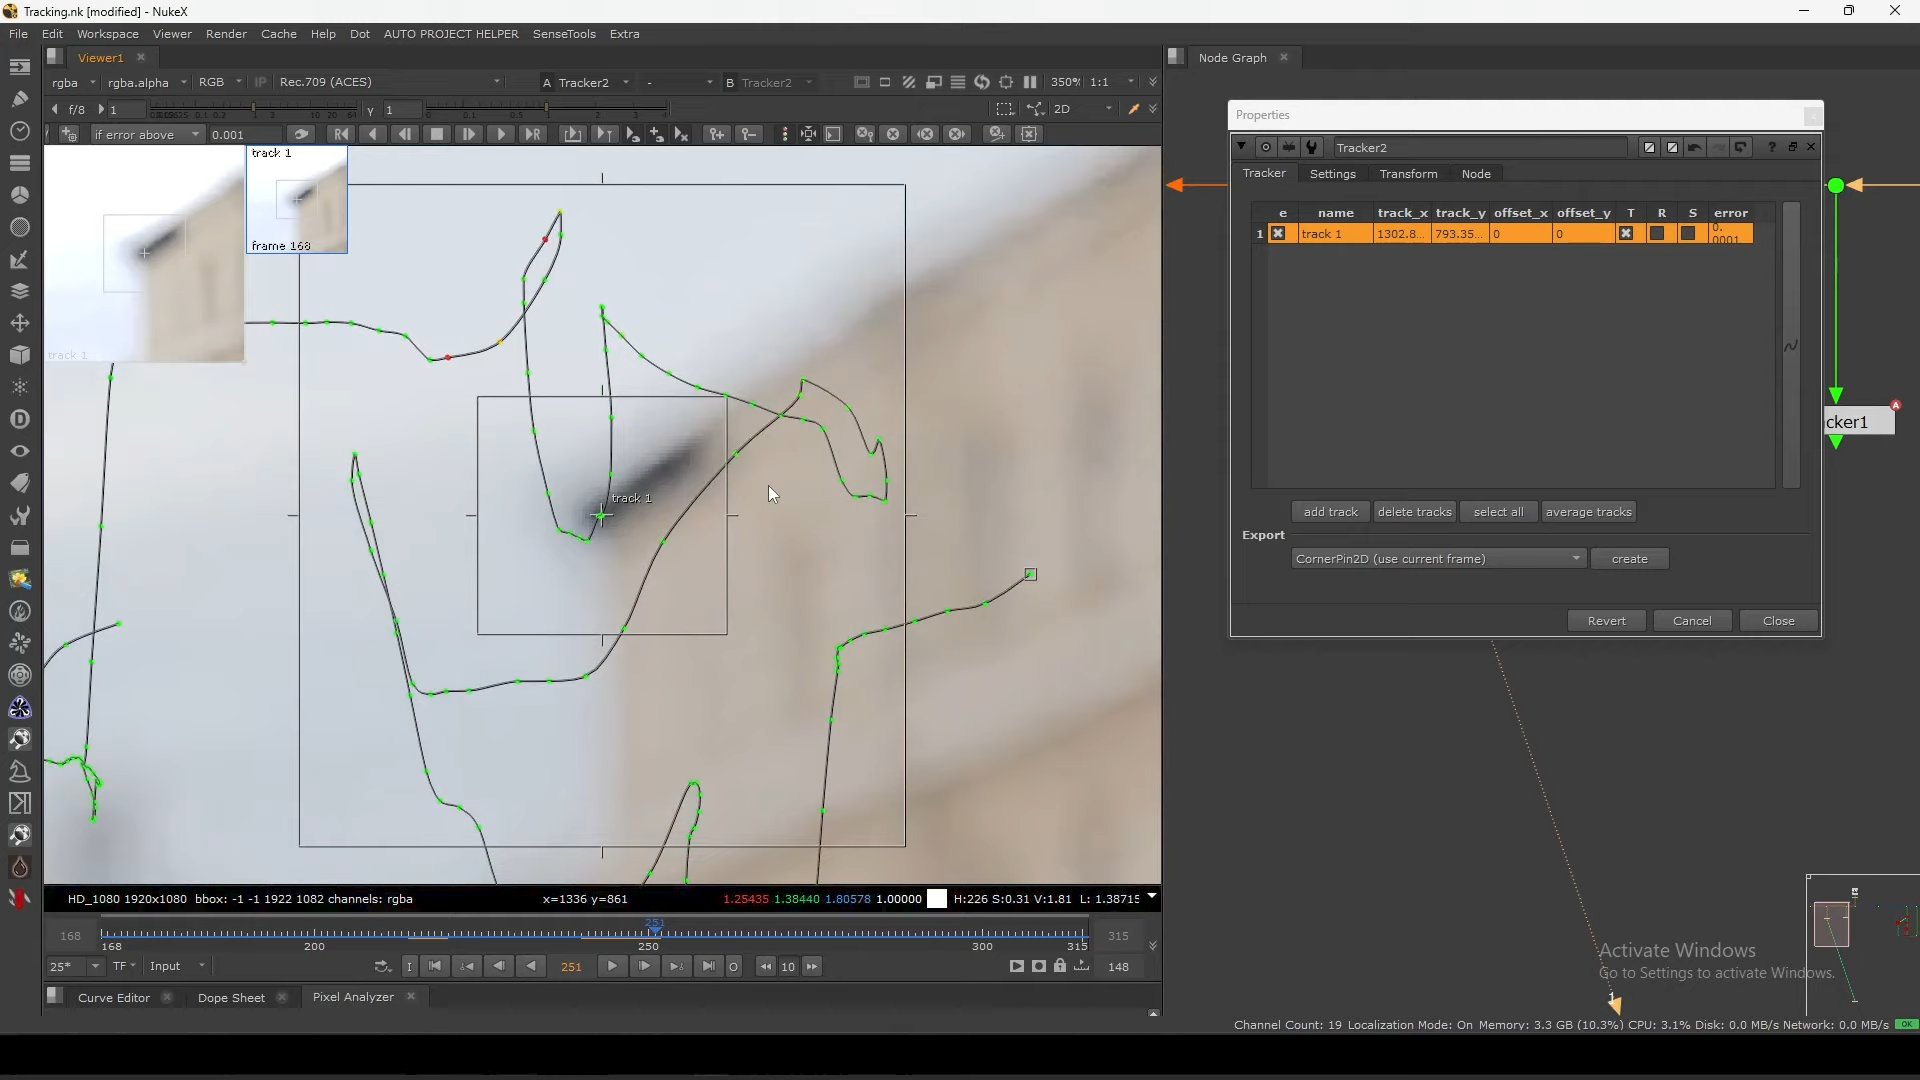 Tracking.nk [modified] - NukeX
File Edit Workspace Viewer Render Cache Help Dot AUTO PROJECT HELPER SenseTools Extra
Viewer1
Node Graph
rgba rgba.alpha RGB IP Rec.709 (ACES) A Tracker2 - B Tracker2 350% 1:1
f/8 1 γ 1 2D
if error above 0.001
Properties
Tracker2
Tracker Settings Transform Node
e name track_x track_y offset_x offset_y T R S error
1 track 1 1302.8... 793.35... 0 0 0.0001
track 1
frame 168
track 1
track 1
cker1
A
add track delete tracks select all average tracks
Export
CornerPin2D (use current frame) create
Revert Cancel Close
HD_1080 1920x1080 bbox: -1 -1 1922 1082 channels: rgba x=1336 y=861 1.25435 1.38440 1.80578 1.00000 H:226 S:0.31 V:1.81 L: 1.38715
251
168 168 200 250 300 315 315
25* TF Input I 251 O 10 148
Curve Editor Dope Sheet Pixel Analyzer
Activate Windows
Go to Settings to activate Windows.
1
Channel Count: 19 Localization Mode: On Memory: 3.3 GB (10.3%) CPU: 3.1% Disk: 0.0 MB/s Network: 0.0 MB/s OK